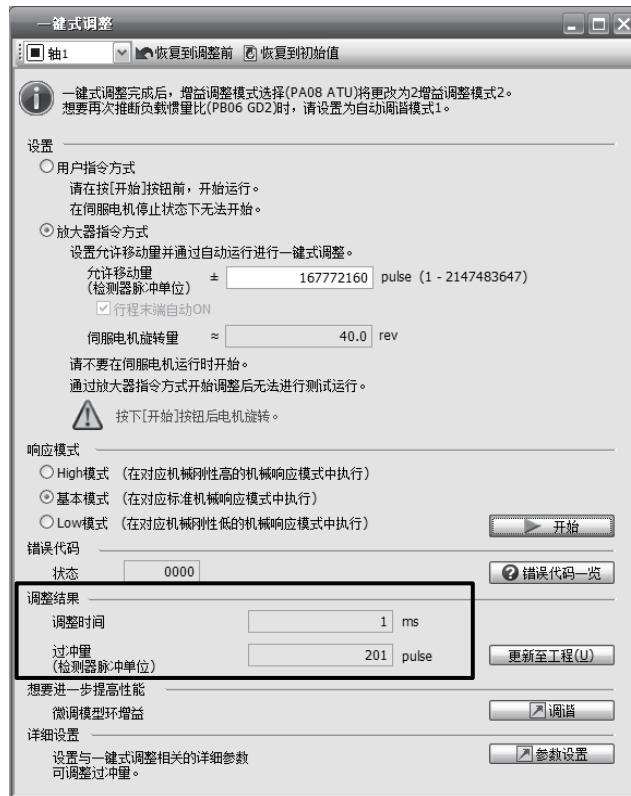 一键式调整
轴1 恢复到调整前 恢复到初始值
一键式调整完成后，增益调整模式选择(PA08 ATU)将更改为2增益调整模式2。
想要再次推断负载惯量比(PB06 GD2)时，请设置为自动调谐模式1。
设置
用户指令方式
请在按[开始]按钮前，开始运行。
在伺服电机停止状态下无法开始。
放大器指令方式
设置允许移动量并通过自动运行进行一键式调整。
允许移动量
(检测器脉冲单位) ± 167772160 pulse (1 - 2147483647)
行程末端自动ON
伺服电机旋转量 ≈ 40.0 rev
请不要在伺服电机运行时开始。
通过放大器指令方式开始调整后无法进行测试运行。
按下[开始]按钮后电机旋转。
响应模式
High模式 (在对应机械刚性高的机械响应模式中执行)
基本模式 (在对应标准机械响应模式中执行)
Low模式 (在对应机械刚性低的机械响应模式中执行) 开始
错误代码
状态 0000 错误代码一览
调整结果
调整时间 1 ms
过冲量
(检测器脉冲单位) 201 pulse 更新至工程(U)
想要进一步提高性能
微调模型环增益 调谐
详细设置
设置与一键式调整相关的详细参数 参数设置
可调整过冲量。